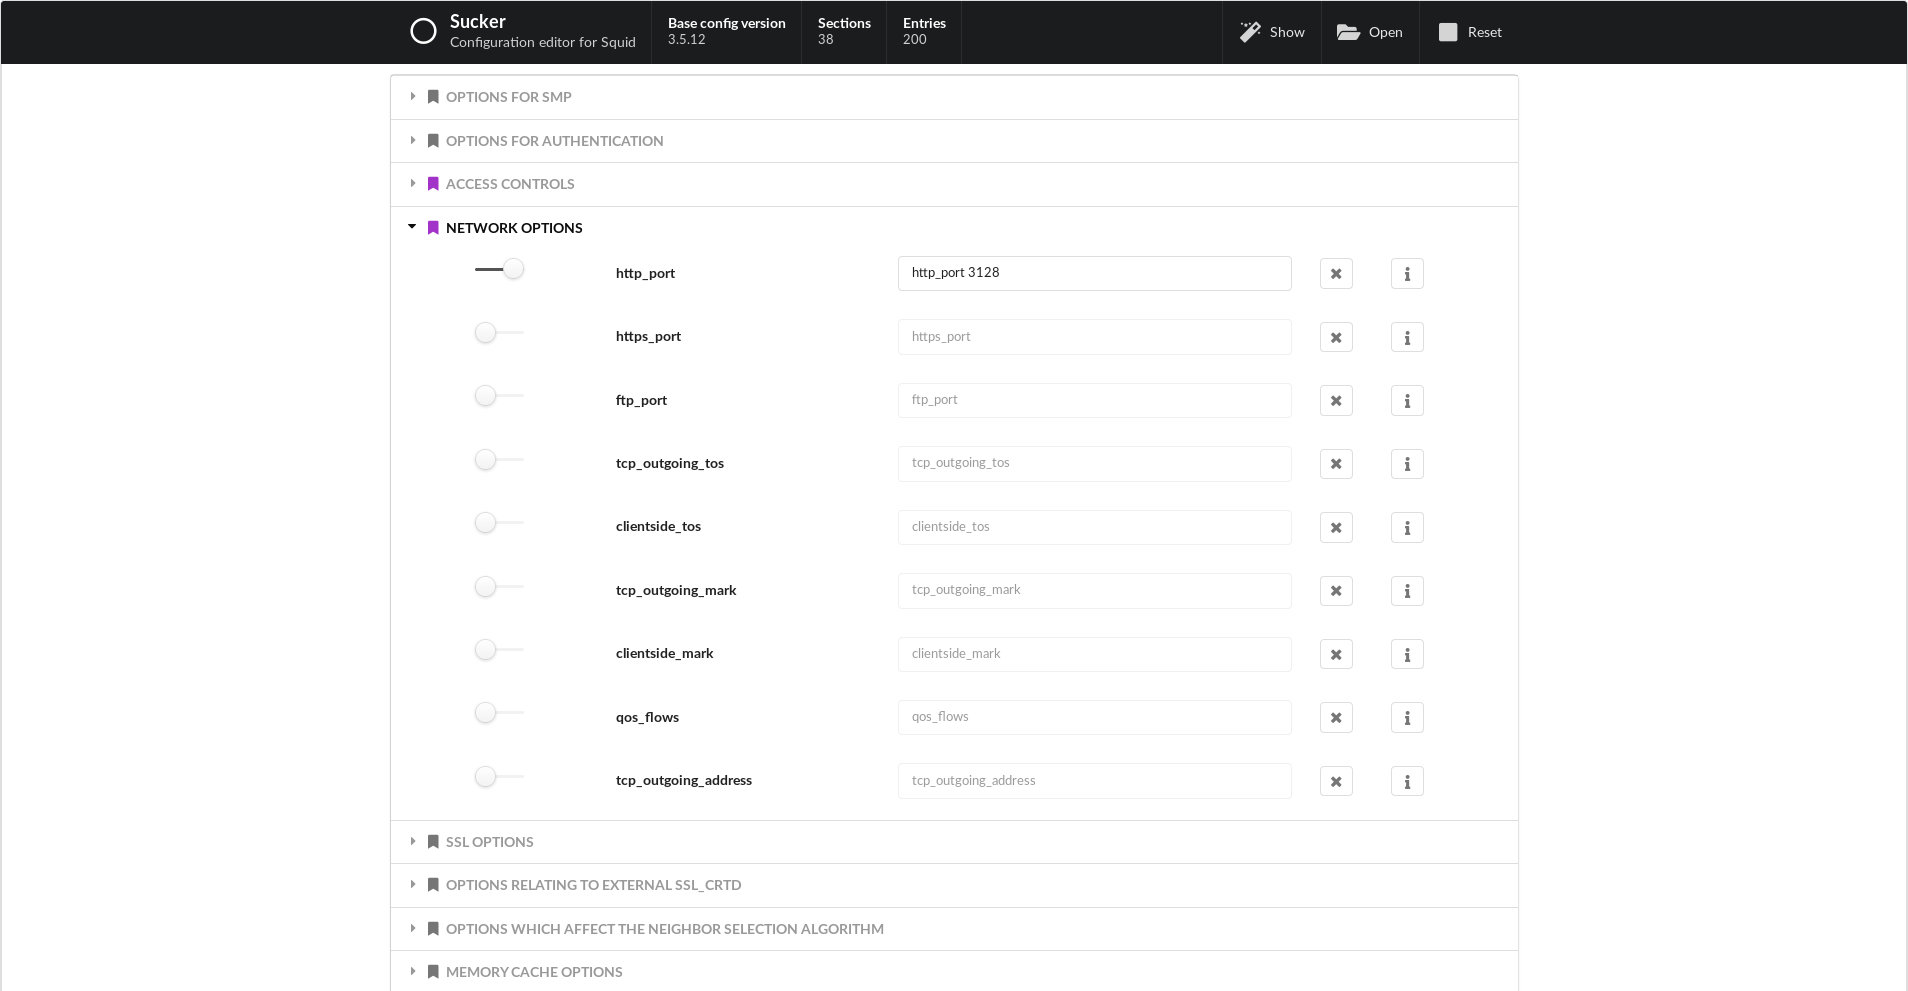 Sucker
Configuration editor for Squid
Base config version
3.5.12
Sections
38
Entries
200
Show
Open
Reset
OPTIONS FOR SMP
OPTIONS FOR AUTHENTICATION
ACCESS CONTROLS
NETWORK OPTIONS
http_port http_port 3128
https_port https_port
ftp_port ftp_port
tcp_outgoing_tos tcp_outgoing_tos
clientside_tos clientside_tos
tcp_outgoing_mark tcp_outgoing_mark
clientside_mark clientside_mark
qos_flows qos_flows
tcp_outgoing_address tcp_outgoing_address
SSL OPTIONS
OPTIONS RELATING TO EXTERNAL SSL_CRTD
OPTIONS WHICH AFFECT THE NEIGHBOR SELECTION ALGORITHM
MEMORY CACHE OPTIONS